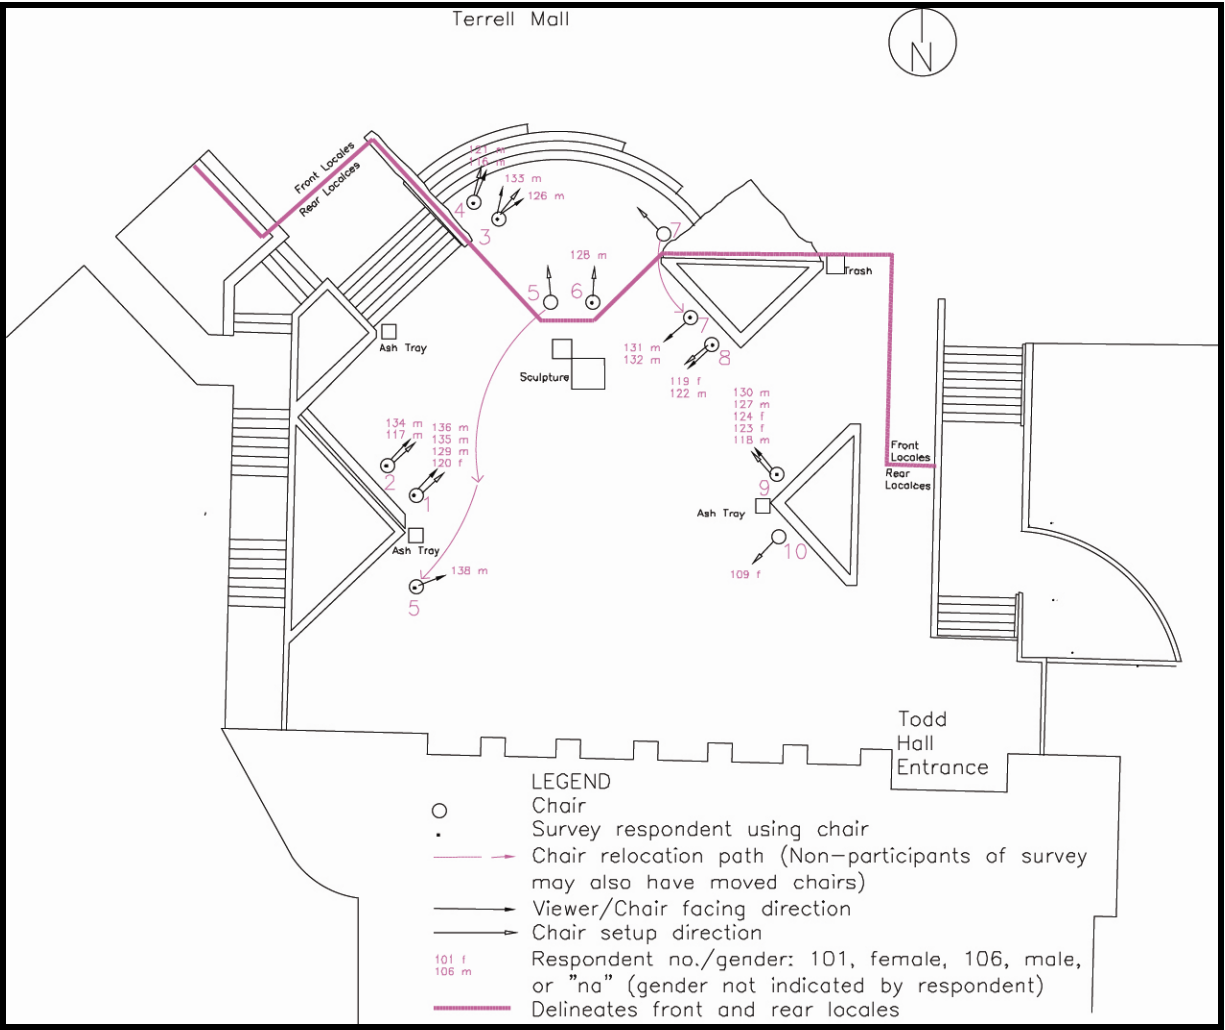 Terrell Mall
N
Front Locales
Rear Localces
121 m
116 m
133 m
126 m
4
3
7
128 m
5
6
Trash
Ash Tray
7
131 m
132 m
8
Sculpture
119 f
122 m
130 m
127 m
124 f
123 f
118 m
134 m
117 m
136 m
135 m
129 m
120 f
2
1
Front
Locales
Rear
Localces
9
Ash Tray
Ash Tray
10
109 f
138 m
5
Todd
Hall
Entrance
LEGEND
Chair
Survey respondent using chair
Chair relocation path (Non-participants of survey
may also have moved chairs)
Viewer/Chair facing direction
Chair setup direction
101 f
106 m
Respondent no./gender: 101, female, 106, male,
or "na" (gender not indicated by respondent)
Delineates front and rear locales